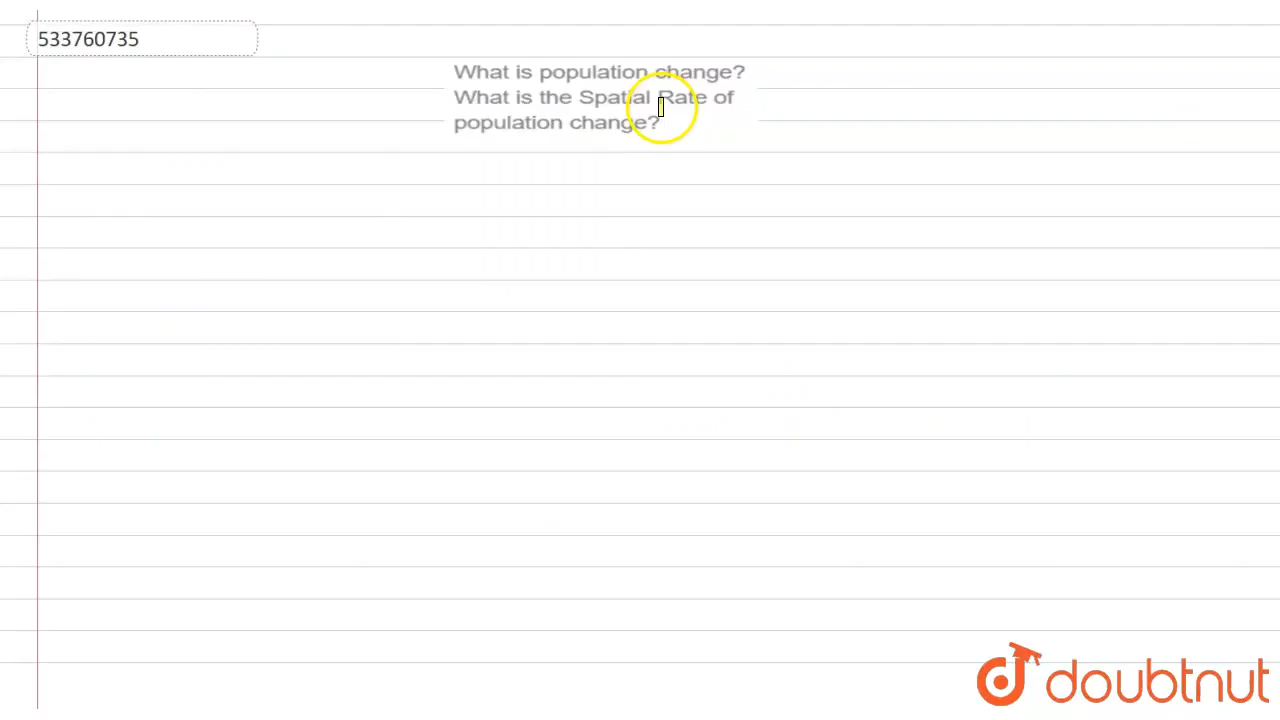 533760735
What is population change?
What is the Spatial Rate of
population change?
doubtnut